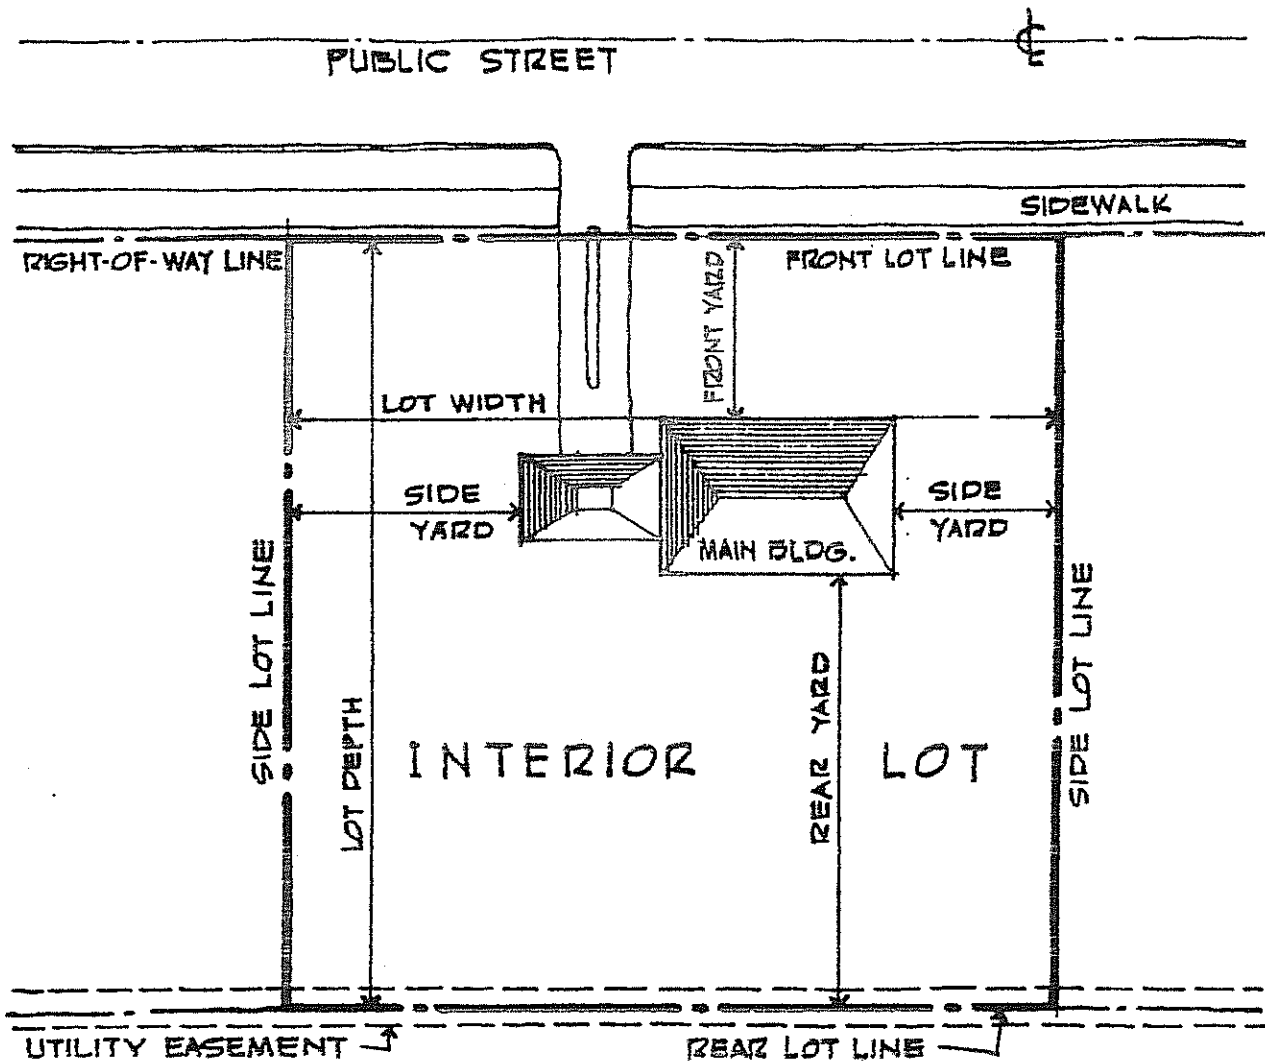 PUBLIC STREET
SIDEWALK
RIGHT-OF-WAY LINE
FRONT LOT LINE
FRONT YARD
LOT WIDTH
SIDE
YARD
SIDE
YARD
MAIN BLDG.
SIDE LOT LINE
LOT DEPTH
INTERIOR LOT
REAR YARD
SIDE LOT LINE
UTILITY EASEMENT
REAR LOT LINE